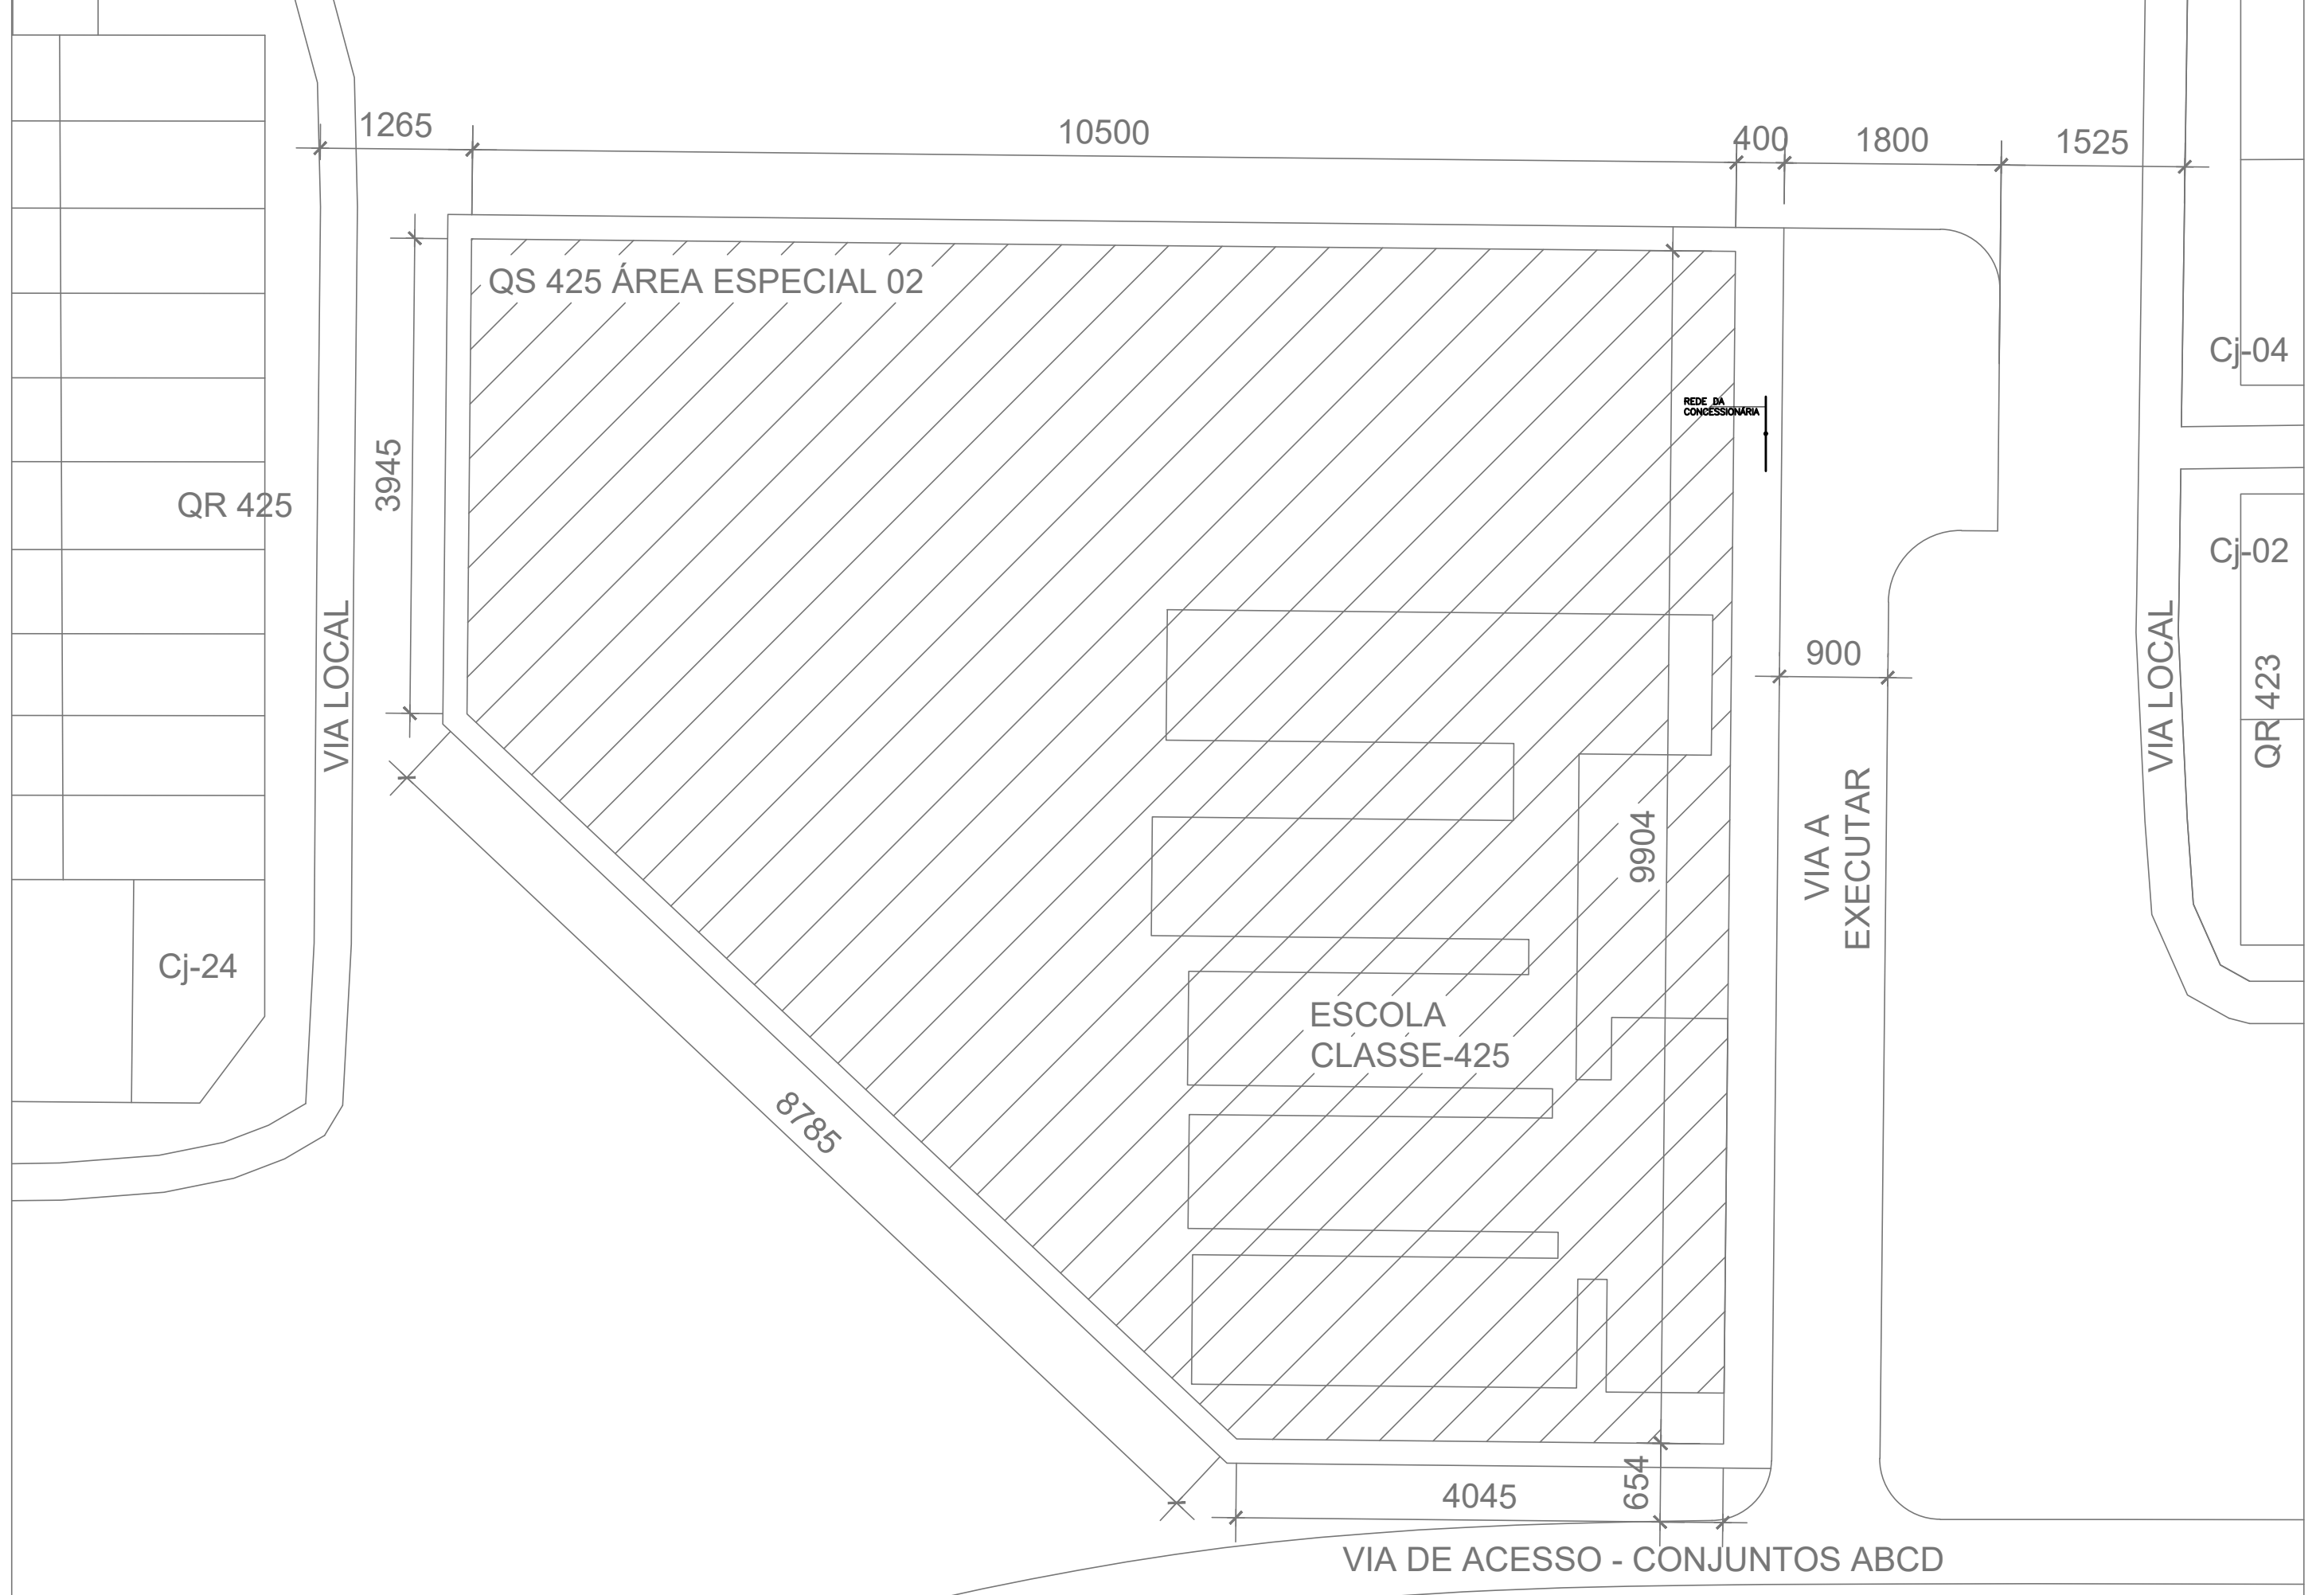 1265
10500
400
1800
1525
QS 425 ÁREA ESPECIAL 02
Cj-04
REDE DA
CONCESSIONÁRIA
3945
QR 425
Cj-02
VIA LOCAL
900
VIA LOCAL
QR 423
9904
VIA A
EXECUTAR
Cj-24
ESCOLA
CLASSE-425
8785
654
4045
VIA DE ACESSO - CONJUNTOS ABCD